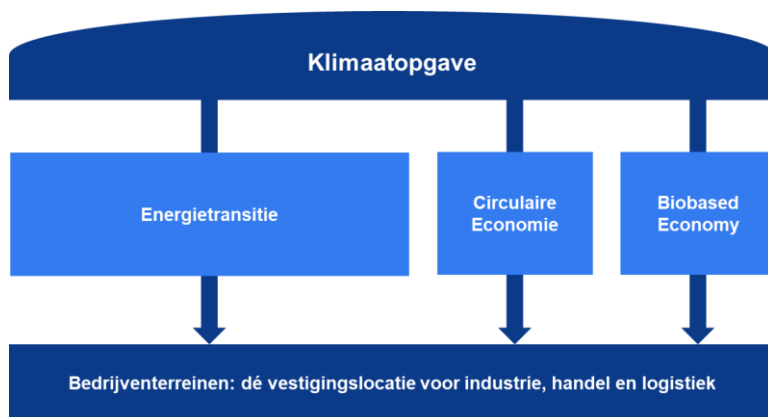 Klimaatopgave
Energietransitie
Circulaire
Economie
Biobased
Economy
Bedrijventerreinen: dé vestigingslocatie voor industrie, handel en logistiek